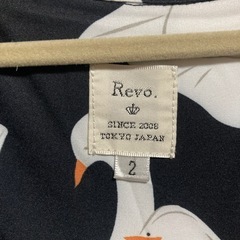 Revo.
SINCE 2008
TOKYO JAPAN
2